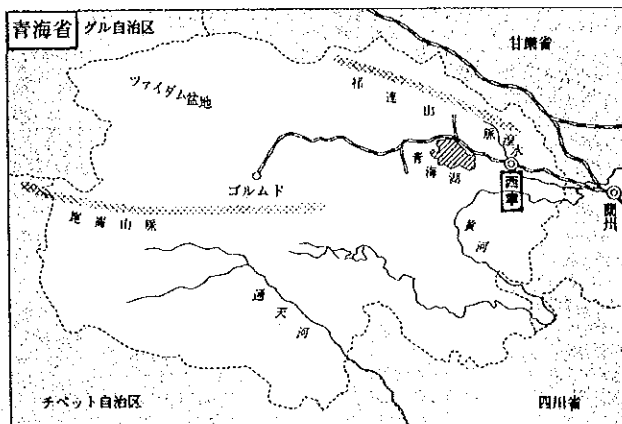 青海省
グル自治区
甘粛省
ツァイダム盆地
祁連山脈
大
青海湖
西寧
ゴルムド
蘭州
崑崙山脈
黄河
通天河
チベット自治区
四川省